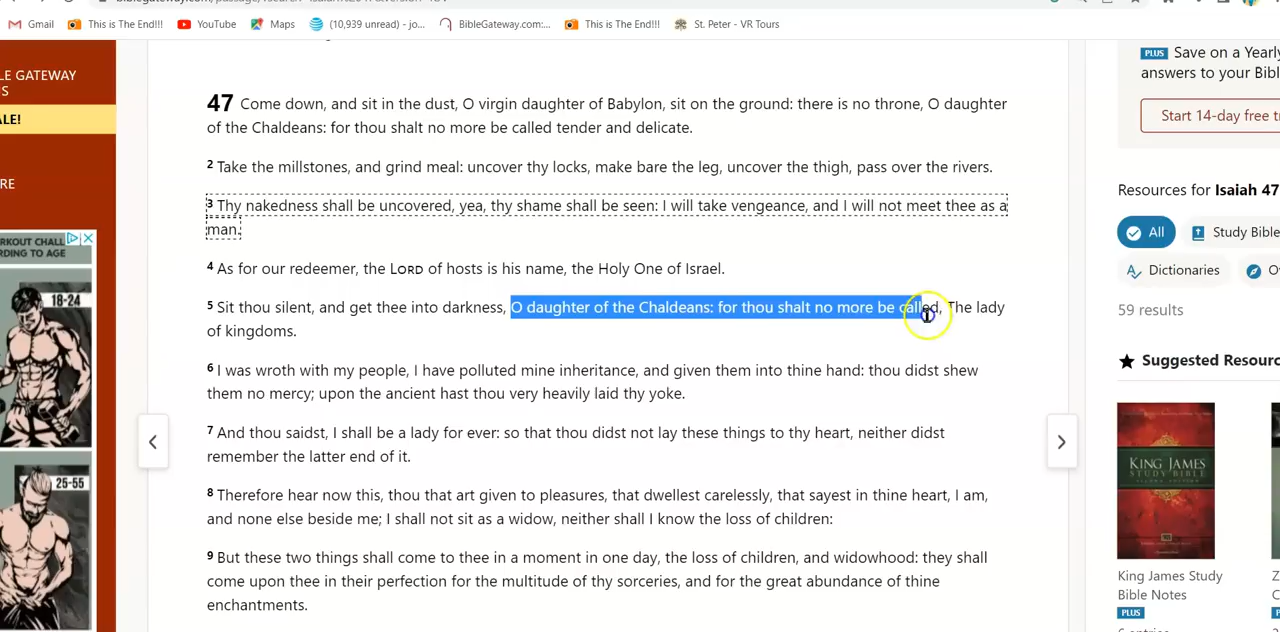 Gmail This is The End!!! YouTube Maps (10,939 unread) - jo... BibleGateway.com:... This is The End!!! St. Peter - VR Tours
LE GATEWAY
S
ALE!
RE
ORKOUT CHALL
RDING TO AGE
18-24
25-55
47 Come down, and sit in the dust, O virgin daughter of Babylon, sit on the ground: there is no throne, O daughter
of the Chaldeans: for thou shalt no more be called tender and delicate.
2 Take the millstones, and grind meal: uncover thy locks, make bare the leg, uncover the thigh, pass over the rivers.
3 Thy nakedness shall be uncovered, yea, thy shame shall be seen: I will take vengeance, and I will not meet thee as a
man.
4 As for our redeemer, the LORD of hosts is his name, the Holy One of Israel.
5 Sit thou silent, and get thee into darkness, O daughter of the Chaldeans: for thou shalt no more be called, The lady
of kingdoms.
6 I was wroth with my people, I have polluted mine inheritance, and given them into thine hand: thou didst shew
them no mercy; upon the ancient hast thou very heavily laid thy yoke.
7 And thou saidst, I shall be a lady for ever: so that thou didst not lay these things to thy heart, neither didst
remember the latter end of it.
8 Therefore hear now this, thou that art given to pleasures, that dwellest carelessly, that sayest in thine heart, I am,
and none else beside me; I shall not sit as a widow, neither shall I know the loss of children:
9 But these two things shall come to thee in a moment in one day, the loss of children, and widowhood: they shall
come upon thee in their perfection for the multitude of thy sorceries, and for the great abundance of thine
enchantments.
PLUS Save on a Yearly
answers to your Bible
Start 14-day free t
Resources for Isaiah 47
All Study Bible
Dictionaries O
59 results
Suggested Resourc
KING JAMES
STUDY BIBLE
King James Study Z
Bible Notes C
PLUS
6 entries